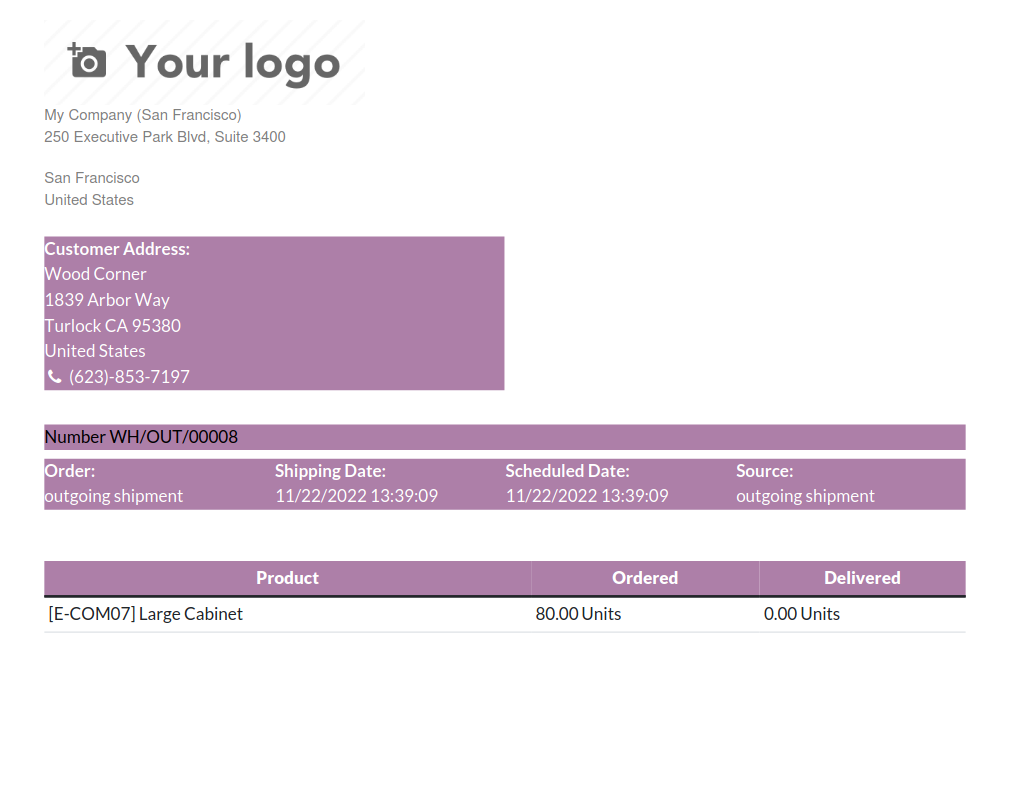 Your logo
My Company (San Francisco)
250 Executive Park Blvd, Suite 3400
San Francisco
United States
Customer Address:
Wood Corner
1839 Arbor Way
Turlock CA 95380
United States
(623)-853-7197
Number WH/OUT/00008
Order: Shipping Date: Scheduled Date: Source:
outgoing shipment 11/22/2022 13:39:09 11/22/2022 13:39:09 outgoing shipment
Product Ordered Delivered
[E-COM07] Large Cabinet 80.00 Units 0.00 Units